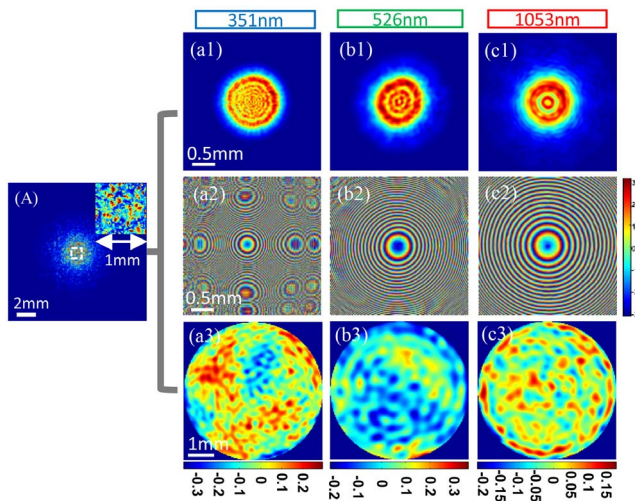 351nm
526nm
1053nm
(a1)
(b1)
(c1)
0.5mm
(A)
1mm
2mm
(a2)
(b2)
(c2)
0.5mm
(a3)
(b3)
(c3)
1mm
-0.3 -0.1 0 0.1 0.2
-0.2 -0.1 0 0.1 0.2 0.3
-0.2 -0.15 -0.1 -0.05 0 0.05 0.1 0.15